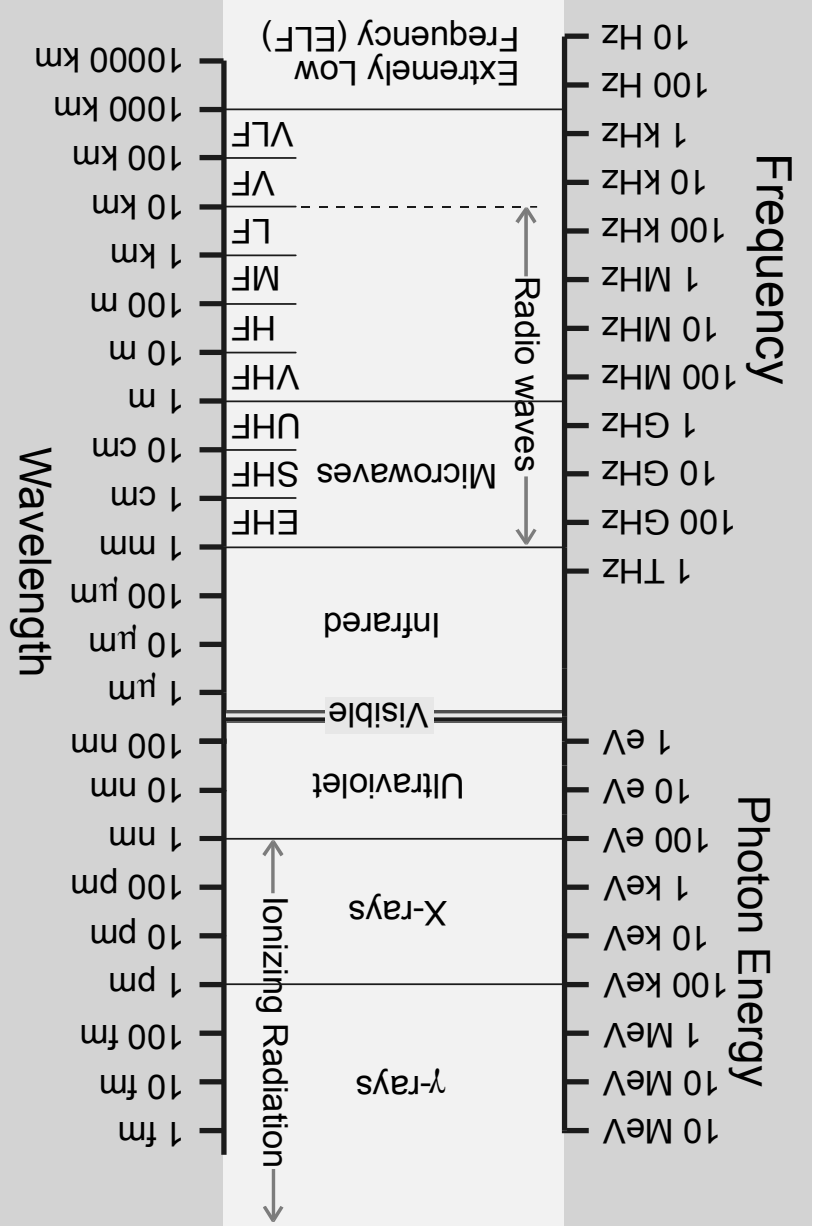 Photon Energy
10 MeV
10 MeV
1 MeV
100 keV
10 keV
1 keV
100 eV
10 eV
1 eV
Frequency
1 THz
100 GHz
10 GHz
1 GHz
100 MHz
10 MHz
1 MHz
100 kHz
10 kHz
1 kHz
100 Hz
10 Hz
γ-rays
X-rays
Ionizing Radiation
Ultraviolet
Visible
Infrared
Microwaves
Radio waves
EHF
SHF
UHF
VHF
HF
MF
LF
VF
VLF
Extremely Low
Frequency (ELF)
Wavelength
1 fm
10 fm
100 fm
1 pm
10 pm
100 pm
1 nm
10 nm
100 nm
1 μm
10 μm
100 μm
1 mm
1 cm
10 cm
1 m
10 m
100 m
1 km
10 km
100 km
1000 km
10000 km